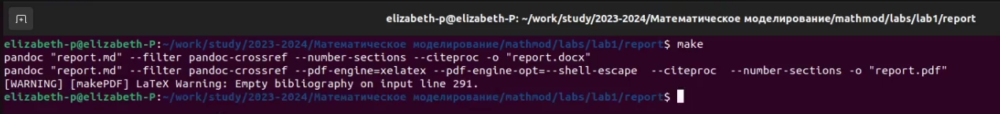 elizabeth-p@elizabeth-P: ~/work/study/2023-2024/Математическое моделирование/mathmod/labs/lab1/report
elizabeth-p@elizabeth-P:~/work/study/2023-2024/Математическое моделирование/mathmod/labs/lab1/report$ make
pandoc "report.md" --filter pandoc-crossref --number-sections --citeproc -o "report.docx"
pandoc "report.md" --filter pandoc-crossref --pdf-engine=xelatex --pdf-engine-opt=--shell-escape  --citeproc  --number-sections -o "report.pdf"
[WARNING] [makePDF] LaTeX Warning: Empty bibliography on input line 291.
elizabeth-p@elizabeth-P:~/work/study/2023-2024/Математическое моделирование/mathmod/labs/lab1/report$